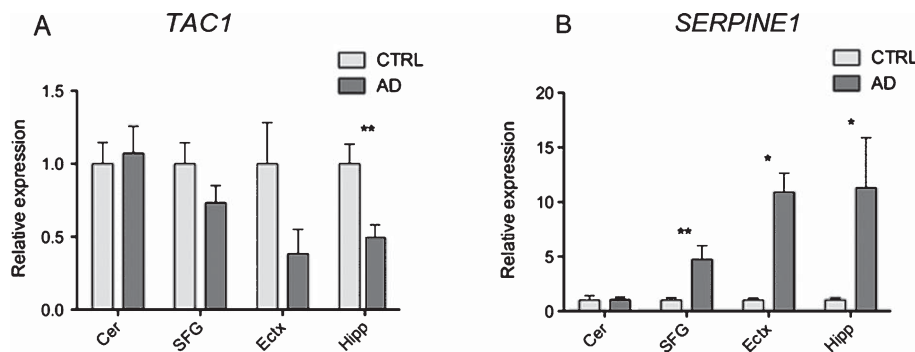 A
TAC1
CTRL
AD
Relative expression
1.5
1.0
0.5
0.0
**
Cer
SFG
Ectx
Hipp
B
SERPINE1
CTRL
AD
Relative expression
20
15
10
5
0
**
*
*
Cer
SFG
Ectx
Hipp